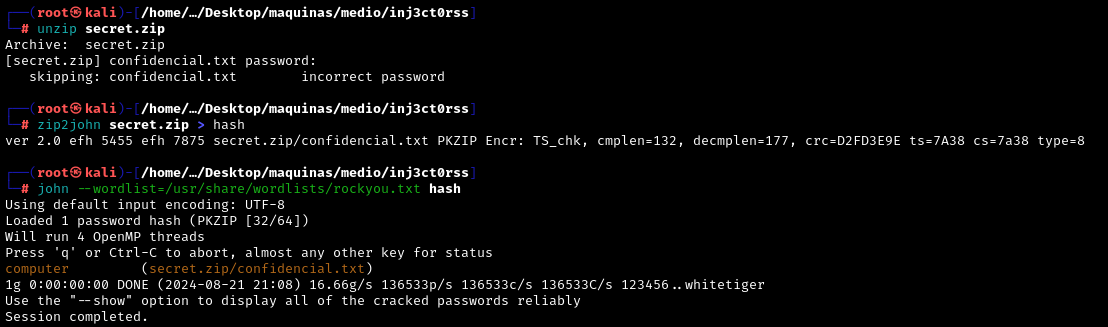 ┌──(root㉿kali)-[/home/…/Desktop/maquinas/medio/inj3ct0rss]
└─# unzip secret.zip
Archive:  secret.zip
[secret.zip] confidencial.txt password:
   skipping: confidencial.txt        incorrect password
┌──(root㉿kali)-[/home/…/Desktop/maquinas/medio/inj3ct0rss]
└─# zip2john secret.zip > hash
ver 2.0 efh 5455 efh 7875 secret.zip/confidencial.txt PKZIP Encr: TS_chk, cmplen=132, decmplen=177, crc=D2FD3E9E ts=7A38 cs=7a38 type=8
┌──(root㉿kali)-[/home/…/Desktop/maquinas/medio/inj3ct0rss]
└─# john --wordlist=/usr/share/wordlists/rockyou.txt hash
Using default input encoding: UTF-8
Loaded 1 password hash (PKZIP [32/64])
Will run 4 OpenMP threads
Press 'q' or Ctrl-C to abort, almost any other key for status
computer         (secret.zip/confidencial.txt)
1g 0:00:00:00 DONE (2024-08-21 21:08) 16.66g/s 136533p/s 136533c/s 136533C/s 123456..whitetiger
Use the "--show" option to display all of the cracked passwords reliably
Session completed.